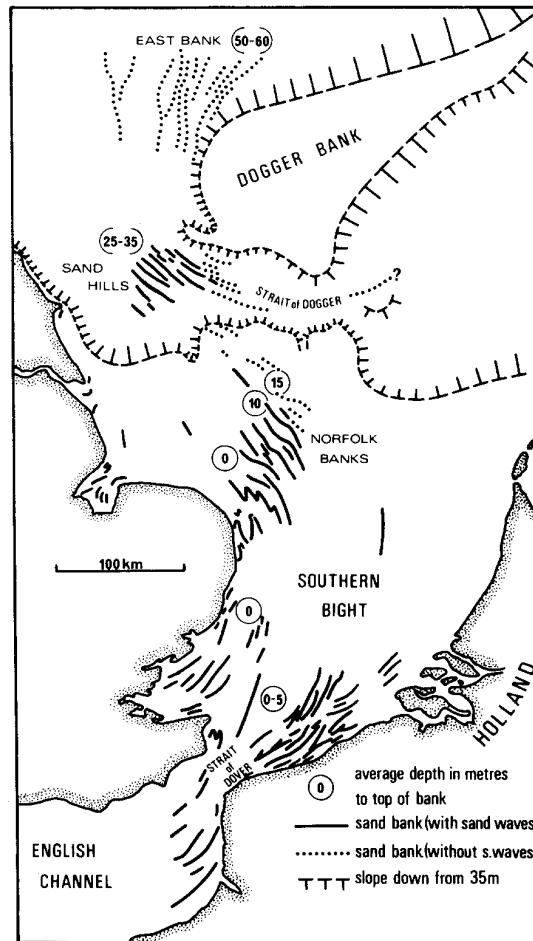 EAST BANK (50-60)
DOGGER BANK
(25-35)
SAND
HILLS
STRAIT of DOGGER
?
15
10
NORFOLK
BANKS
0
100 km
SOUTHERN
BIGHT
0
0-5
HOLLAND
STRAIT
of
DOVER
ENGLISH
CHANNEL
0 average depth in metres
to top of bank
sand bank (with sand waves
sand bank (without s.waves
slope down from 35m